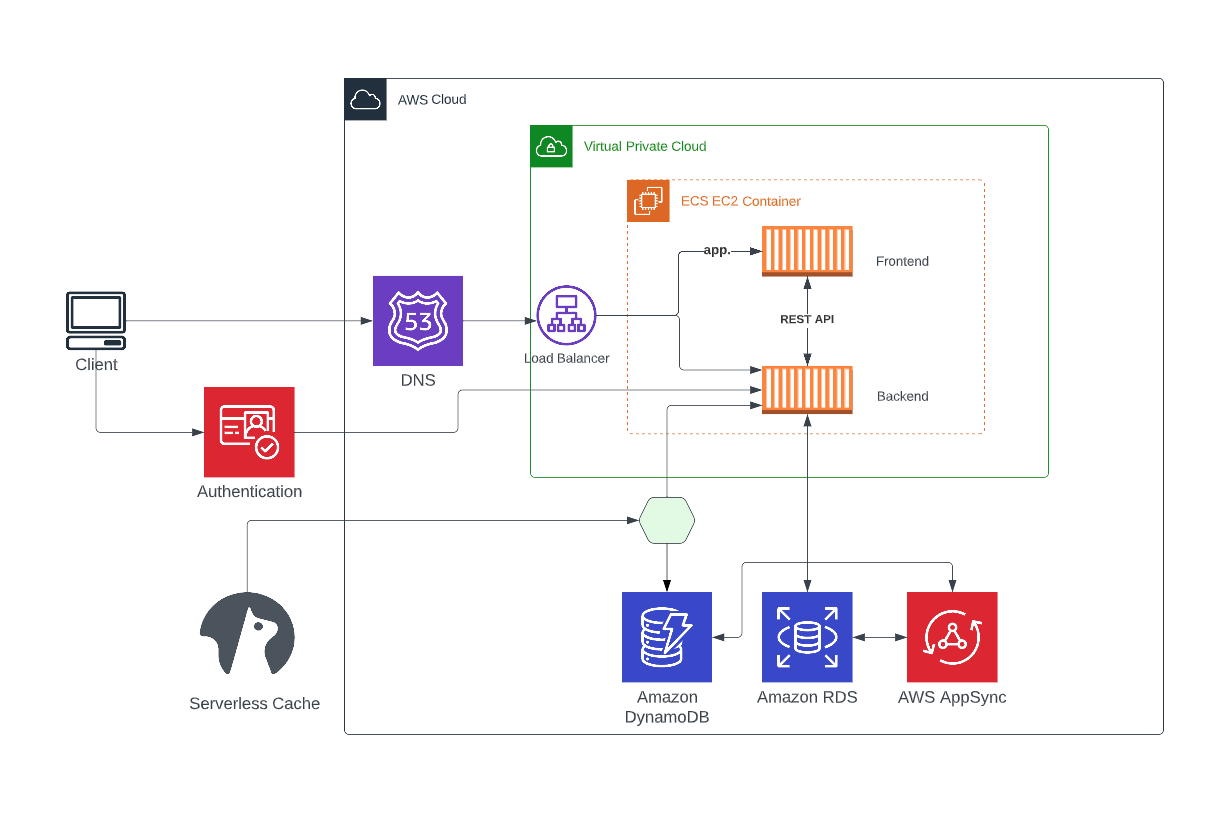 AWS Cloud
Virtual Private Cloud
ECS EC2 Container
app.
Frontend
53
REST API
Load Balancer
Client
DNS
Backend
Authentication
Serverless Cache
Amazon
DynamoDB
Amazon RDS
AWS AppSync